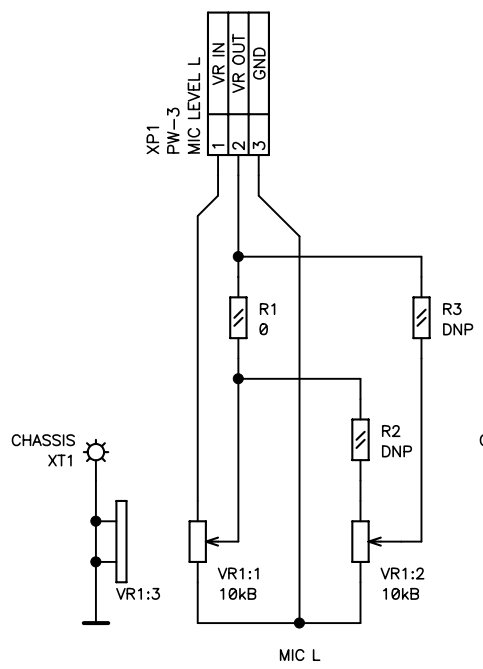 XP1
PW-3
MIC LEVEL L
VR IN
VR OUT
GND
1
2
3
R1
0
R3
DNP
R2
DNP
CHASSIS
XT1
VR1:3
VR1:1
10kB
VR1:2
10kB
MIC L